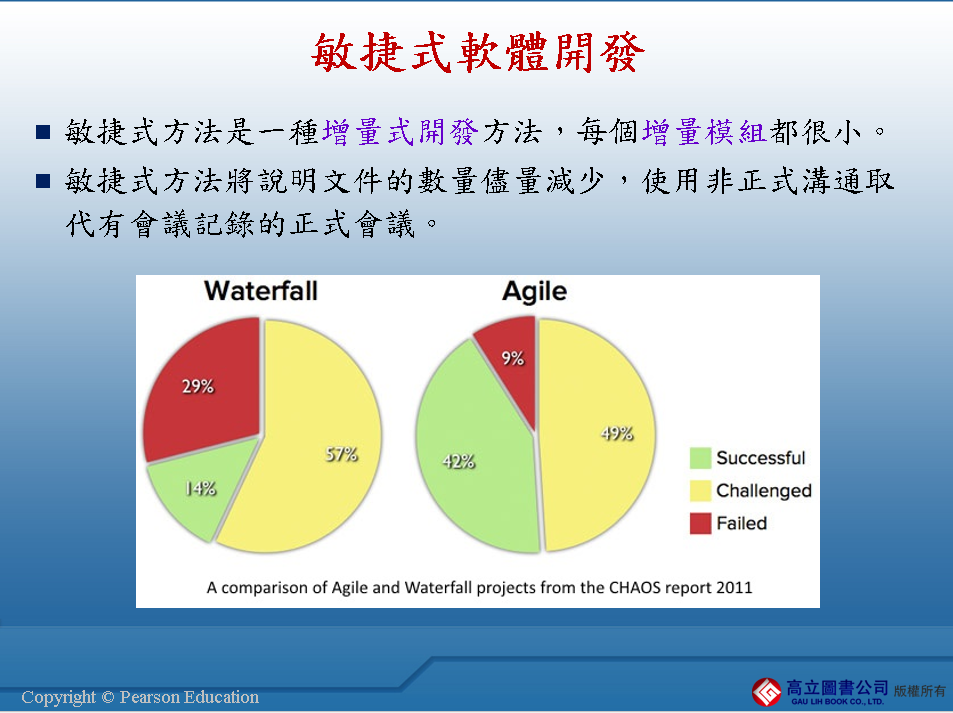 敏捷式軟體開發
敏捷式方法是一種增量式開發方法，每個增量模組都很小。
敏捷式方法將說明文件的數量儘量減少，使用非正式溝通取
代有會議記錄的正式會議。
Waterfall
Agile
29%
57%
14%
9%
49%
42%
Successful
Challenged
Failed
A comparison of Agile and Waterfall projects from the CHAOS report 2011
Copyright © Pearson Education
高立圖書公司 版權所有
GAU LIH BOOK CO., LTD.